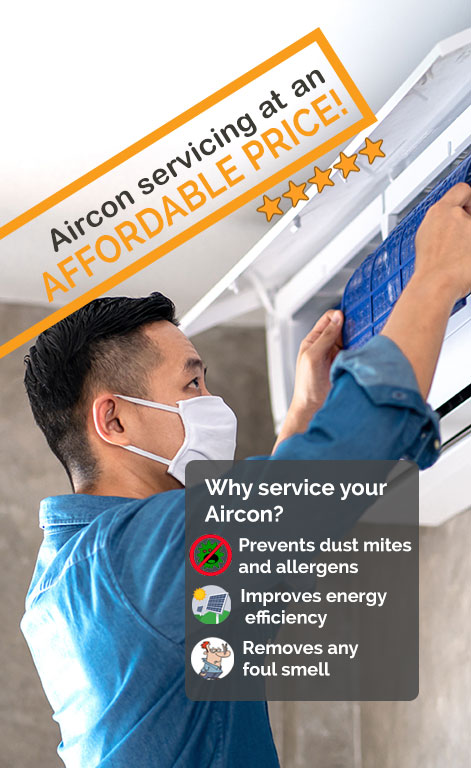 Aircon servicing at an
AFFORDABLE PRICE!
Why service your
Aircon?
Prevents dust mites
and allergens
Improves energy
efficiency
Removes any
foul smell